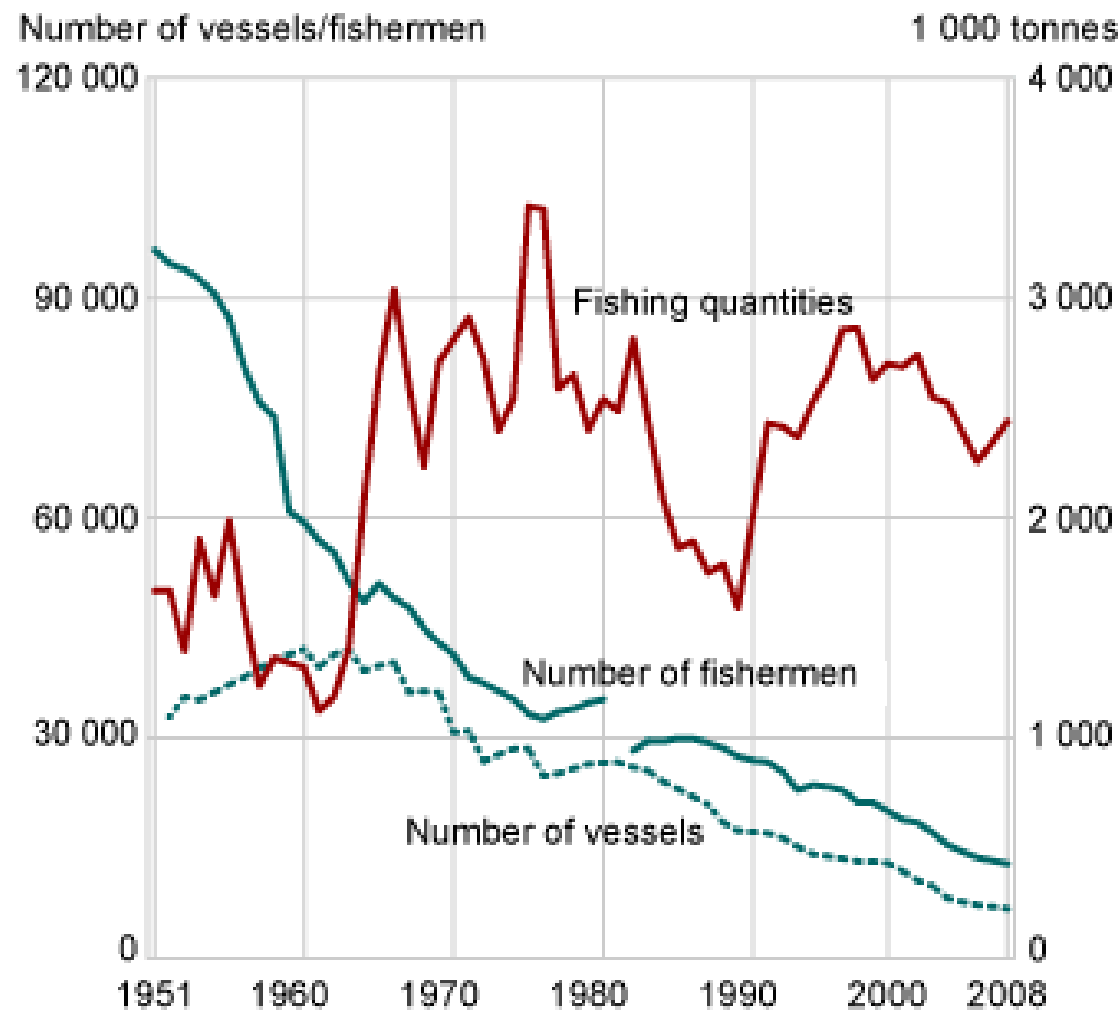 Number of vessels/fishermen 1 000 tonnes
120 000 4 000
90 000 Fishing quantities 3 000
60 000 2 000
Number of fishermen
30 000 1 000
Number of vessels
0 0
1951 1960 1970 1980 1990 2000 2008